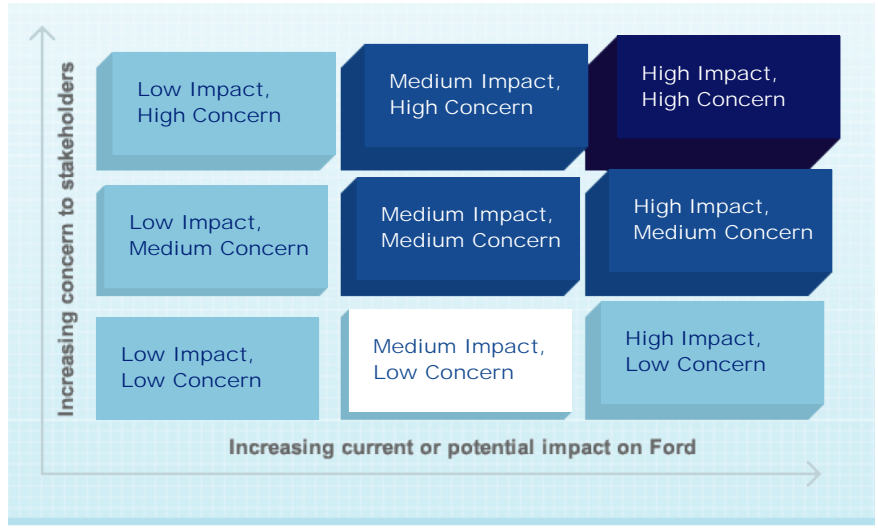 Increasing concern to stakeholders
Low Impact,
High Concern
Medium Impact,
High Concern
High Impact,
High Concern
Low Impact,
Medium Concern
Medium Impact,
Medium Concern
High Impact,
Medium Concern
Low Impact,
Low Concern
Medium Impact,
Low Concern
High Impact,
Low Concern
Increasing current or potential impact on Ford